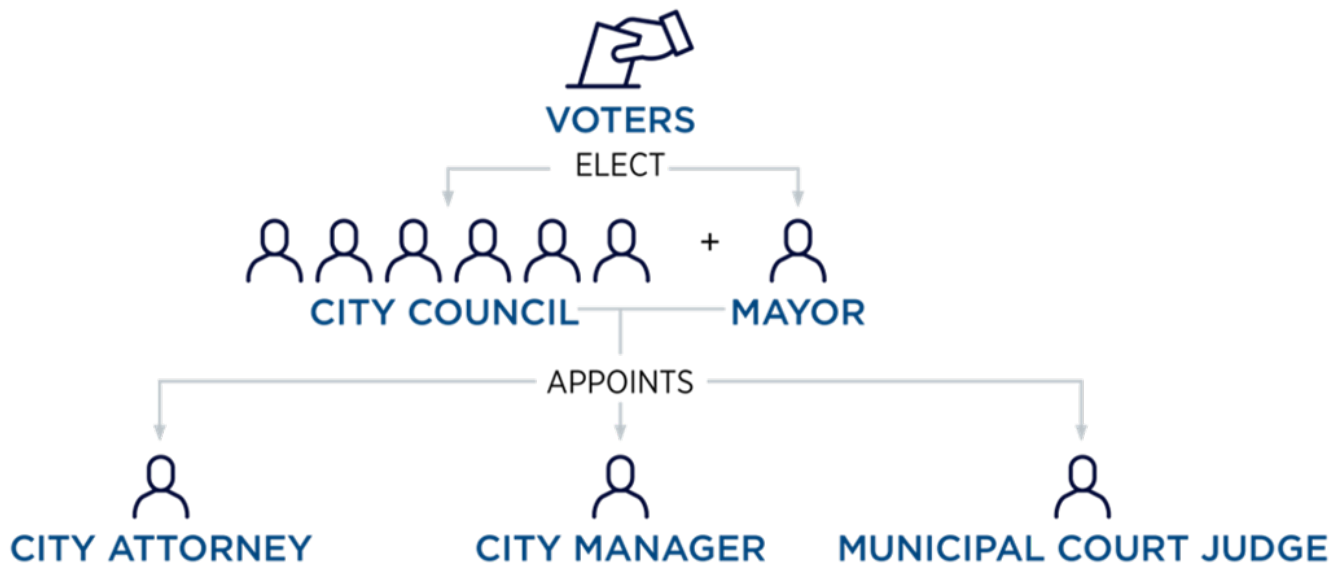 VOTERS
ELECT
+
CITY COUNCIL MAYOR
APPOINTS
CITY ATTORNEY CITY MANAGER MUNICIPAL COURT JUDGE